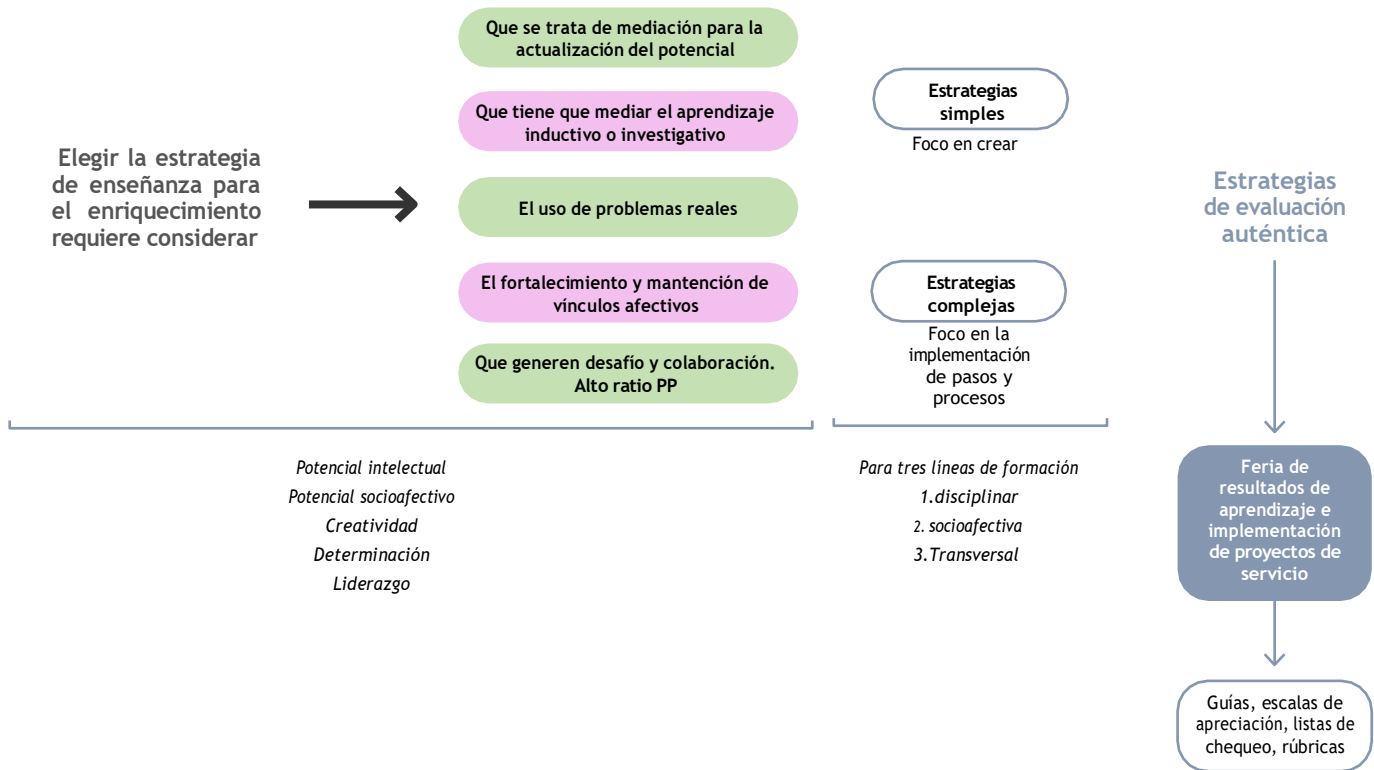 Elegir la estrategia
de enseñanza para
el enriquecimiento
requiere considerar
Que se trata de mediación para la
actualización del potencial
Que tiene que mediar el aprendizaje
inductivo o investigativo
El uso de problemas reales
El fortalecimiento y mantención de
vínculos afectivos
Que generen desafío y colaboración.
Alto ratio PP
Potencial intelectual
Potencial socioafectivo
Creatividad
Determinación
Liderazgo
Estrategias
simples
Foco en crear
Estrategias
complejas
Foco en la
implementación
de pasos y
procesos
Para tres líneas de formación
1.disciplinar
2. socioafectiva
3.Transversal
Estrategias
de evaluación
auténtica
Feria de
resultados de
aprendizaje e
implementación
de proyectos de
servicio
Guías, escalas de
apreciación, listas de
chequeo, rúbricas